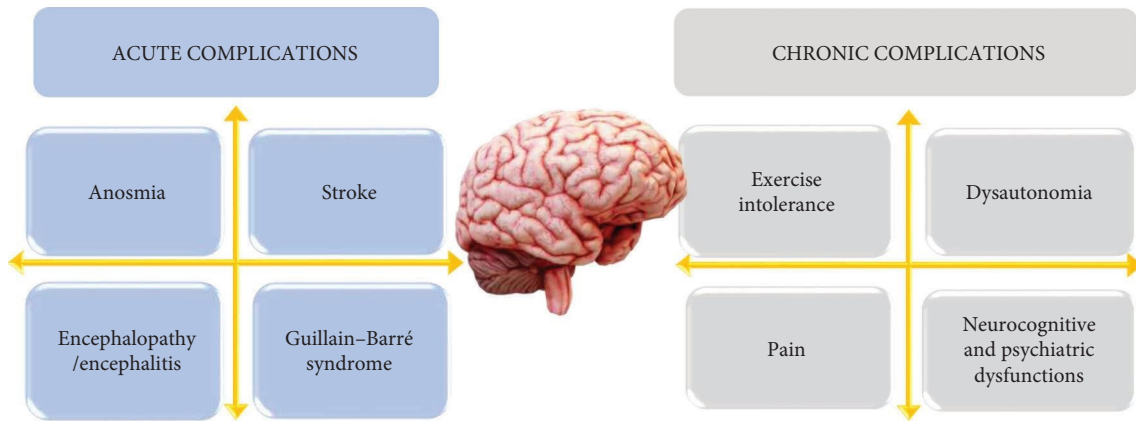 ACUTE COMPLICATIONS
Anosmia
Stroke
Encephalopathy
/encephalitis
Guillain–Barré
syndrome
CHRONIC COMPLICATIONS
Exercise
intolerance
Dysautonomia
Pain
Neurocognitive
and psychiatric
dysfunctions